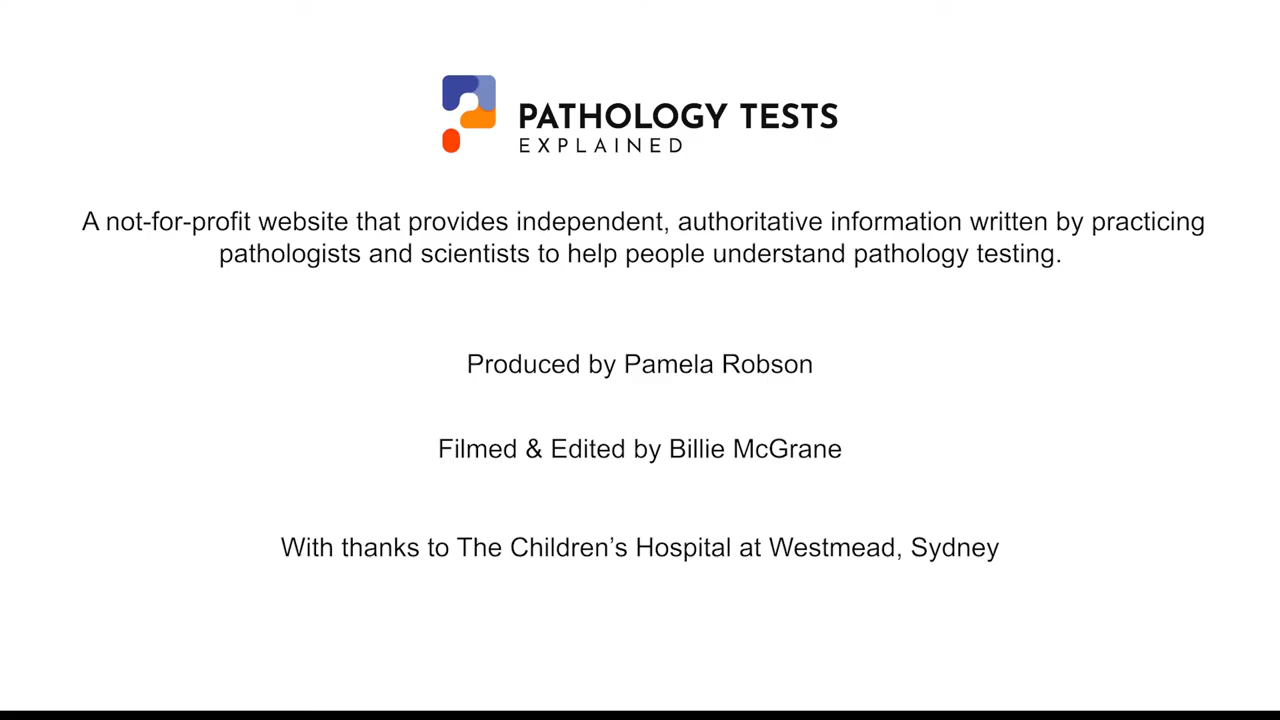 PATHOLOGY TESTS
EXPLAINED
A not-for-profit website that provides independent, authoritative information written by practicing
pathologists and scientists to help people understand pathology testing.
Produced by Pamela Robson
Filmed & Edited by Billie McGrane
With thanks to The Children’s Hospital at Westmead, Sydney